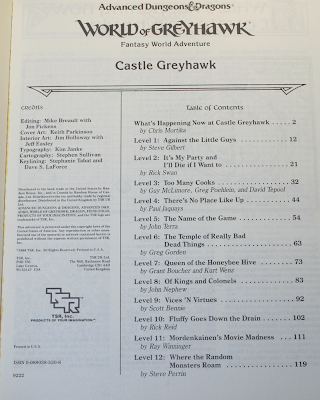 Advanced Dungeons & Dragons
WORLD OF GREYHAWK
Fantasy World Adventure
Castle Greyhawk
CREDITS
Editing: Mike Breault with
Jon Pickens
Cover Art: Keith Parkinson
Interior Art: Jim Holloway with
Jeff Easley
Typography: Kim Janke
Cartography: Stephen Sullivan
Keylining: Stephanie Tabat and
Dave S. LaForce
TSR, Inc.
PRODUCTS OF YOUR IMAGINATION
Printed in U.S.A.
9222
Table of Contents
What's Happening Now at Castle Greyhawk . . . . . 2
by Chris Mortika
Level 1: Against the Little Guys . . . . . 12
by Steve Gilbert
Level 2: It's My Party and
I'll Die if I Want to . . . . . 21
by Rick Swan
Level 3: Too Many Cooks . . . . . 32
by Guy McLimore, Greg Poehlein, and David Tepool
Level 4: There's No Place Like Up . . . . . 44
by Paul Jaquays
Level 5: The Name of the Game . . . . . 54
by John Terra
Level 6: The Temple of Really Bad
Dead Things . . . . . 63
by Greg Gorden
Level 7: Queen of the Honeybee Hive . . . . . 73
by Grant Boucher and Kurt Wenz
Level 8: Of Kings and Colonels . . . . . 83
by John Nephew
Level 9: Vices 'N Virtues . . . . . 92
by Scott Bennie
Level 10: Fluffy Goes Down the Drain . . . . . 102
by Rick Reid
Level 11: Mordenkainen's Movie Madness . . . . . 111
by Ray Winninger
Level 12: Where the Random
Monsters Roam . . . . . 119
by Steve Perrin